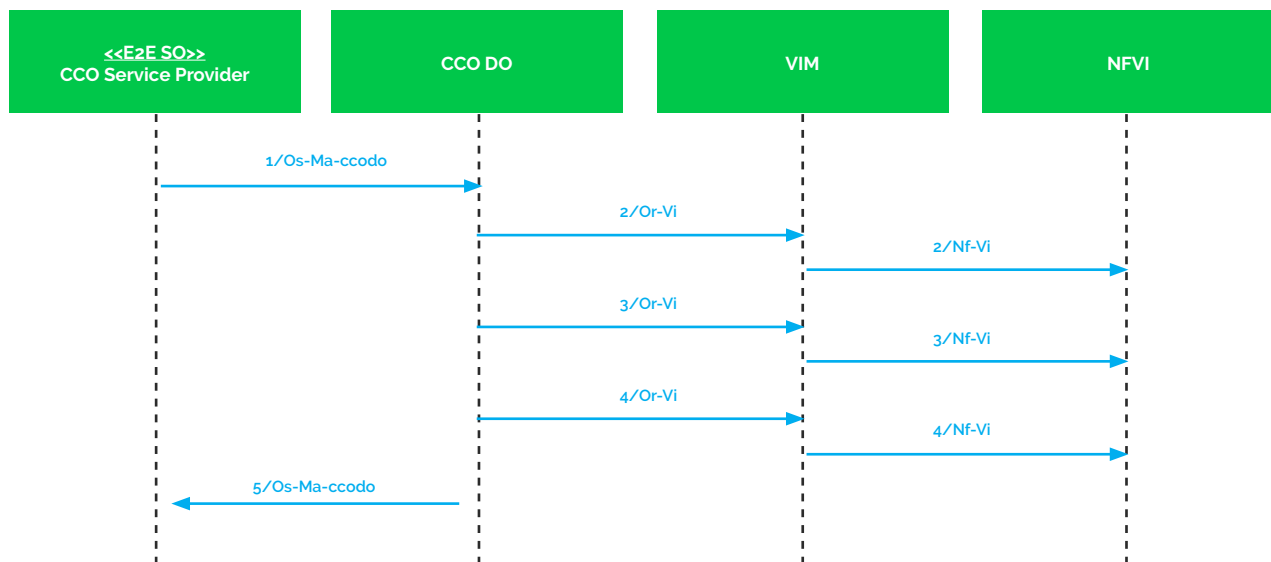 <<E2E SO>>
CCO Service Provider
CCO DO
VIM
NFVI
1/Os-Ma-ccodo
2/Or-Vi
2/Nf-Vi
3/Or-Vi
3/Nf-Vi
4/Or-Vi
4/Nf-Vi
5/Os-Ma-ccodo